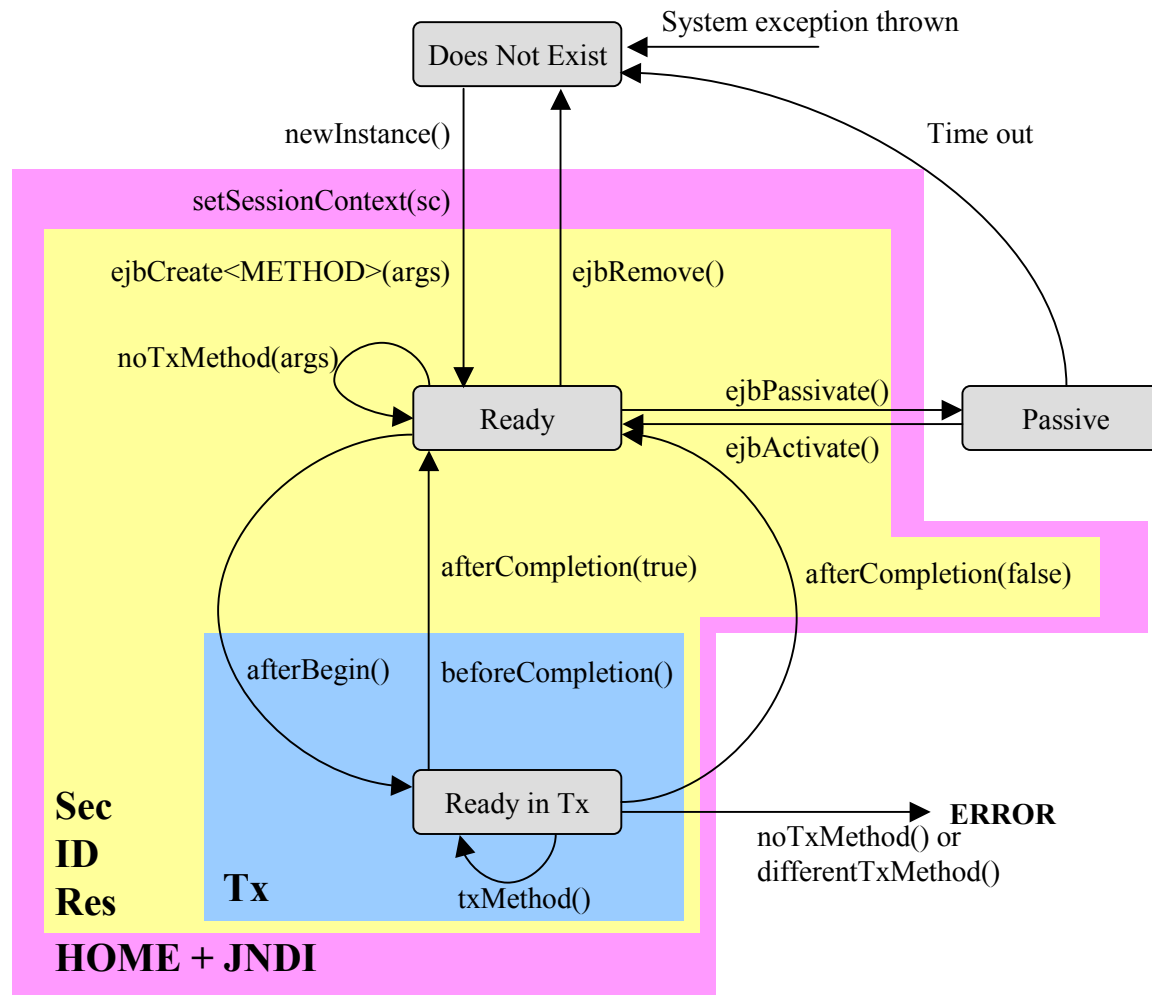 System exception thrown
Does Not Exist
newInstance()
Time out
setSessionContext(sc)
ejbCreate<METHOD>(args)
ejbRemove()
noTxMethod(args)
Ready
ejbPassivate()
ejbActivate()
Passive
afterCompletion(true)
afterCompletion(false)
afterBegin()
beforeCompletion()
Ready in Tx
ERROR
noTxMethod() or
differentTxMethod()
txMethod()
Tx
Sec
ID
Res
HOME + JNDI